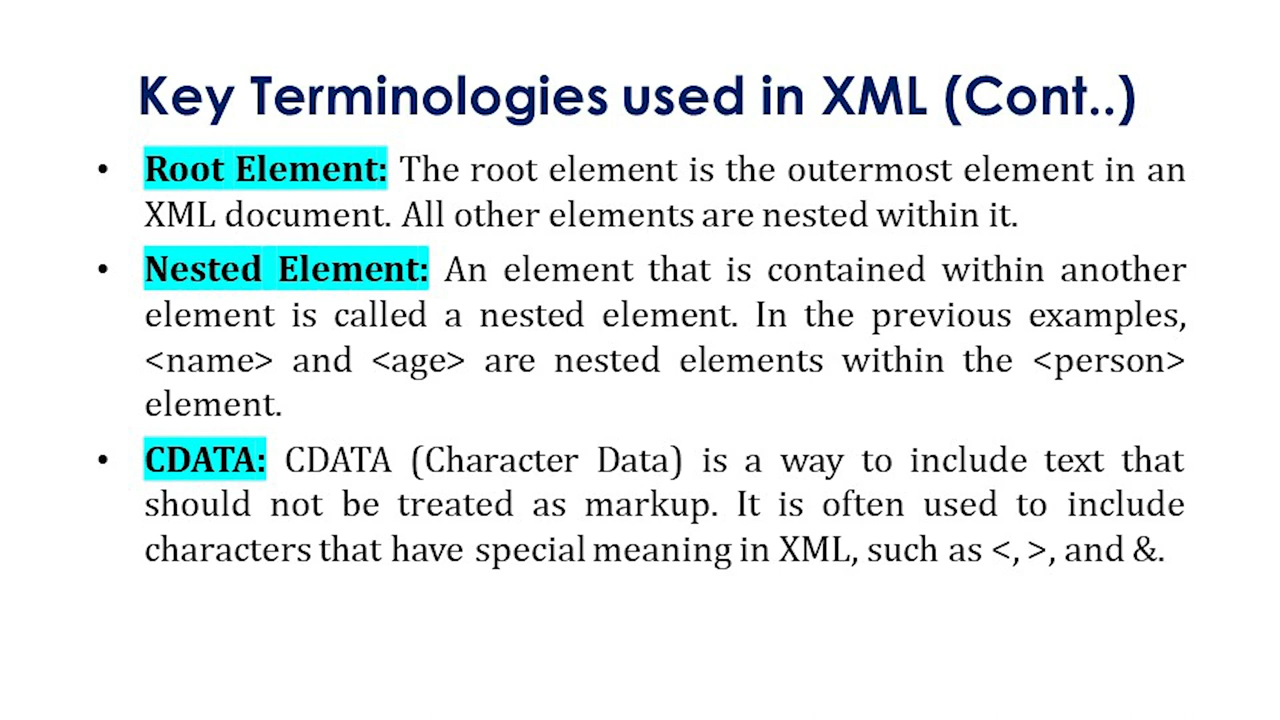 Key Terminologies used in XML (Cont..)
• Root Element: The root element is the outermost element in an
XML document. All other elements are nested within it.
• Nested Element: An element that is contained within another
element is called a nested element. In the previous examples,
<name> and <age> are nested elements within the <person>
element.
• CDATA: CDATA (Character Data) is a way to include text that
should not be treated as markup. It is often used to include
characters that have special meaning in XML, such as <, >, and &.